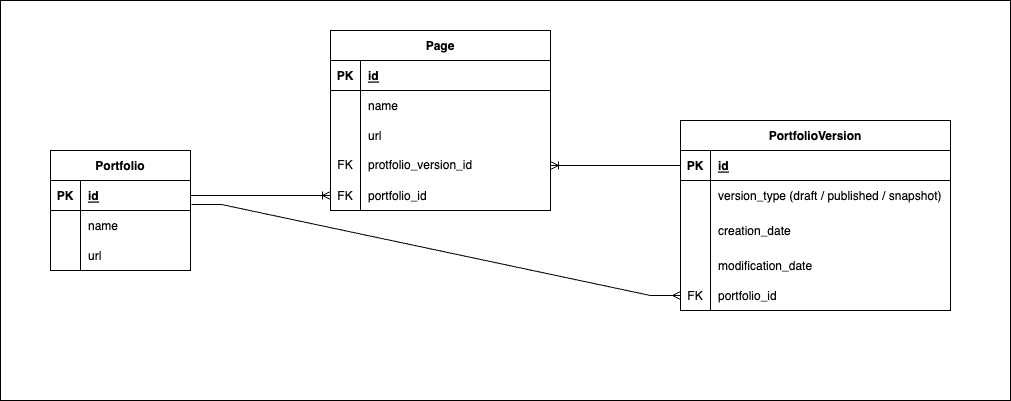 Page
PK id
name
url
FK protfolio_version_id
FK portfolio_id
Portfolio
PK id
name
url
PortfolioVersion
PK id
version_type (draft / published / snapshot)
creation_date
modification_date
FK portfolio_id